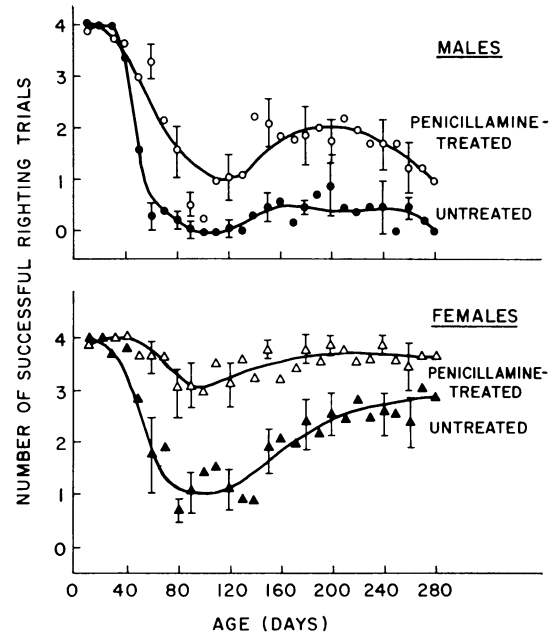 NUMBER OF SUCCESSFUL RIGHTING TRIALS
4
3
2
1
0
MALES
PENICILLAMINE-
TREATED
UNTREATED
4
3
2
1
0
FEMALES
PENICILLAMINE-
TREATED
UNTREATED
0 40 80 120 160 200 240 280
AGE (DAYS)